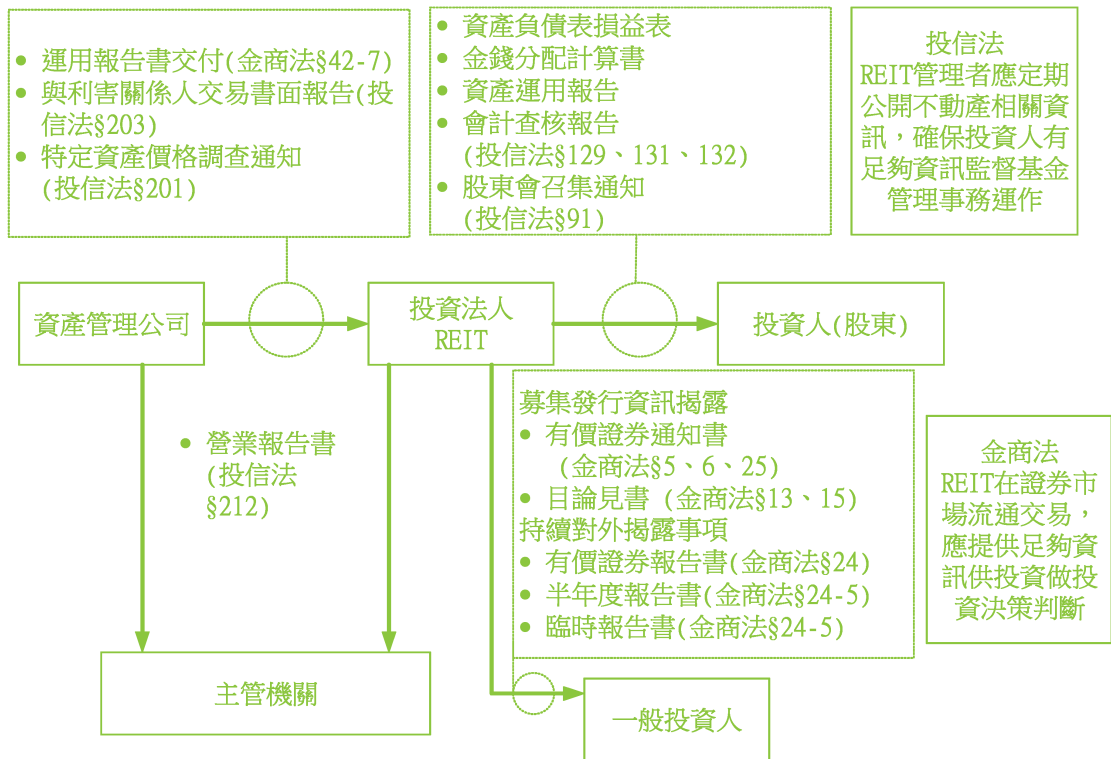 • 運用報告書交付(金商法§42-7)
• 與利害關係人交易書面報告(投
信法§203)
• 特定資產價格調查通知
(投信法§201)
• 資產負債表損益表
• 金錢分配計算書
• 資產運用報告
• 會計查核報告
(投信法§129、131、132)
• 股東會召集通知
(投信法§91)
投信法
REIT管理者應定期
公開不動產相關資
訊，確保投資人有
足夠資訊監督基金
管理事務運作
資產管理公司
投資法人
REIT
投資人(股東)
• 營業報告書
(投信法
§212)
募集發行資訊揭露
• 有價證券通知書
(金商法§5、6、25)
• 目論見書 (金商法§13、15)
持續對外揭露事項
• 有價證券報告書(金商法§24)
• 半年度報告書(金商法§24-5)
• 臨時報告書(金商法§24-5)
金商法
REIT在證券市
場流通交易，
應提供足夠資
訊供投資做投
資決策判斷
主管機關
一般投資人